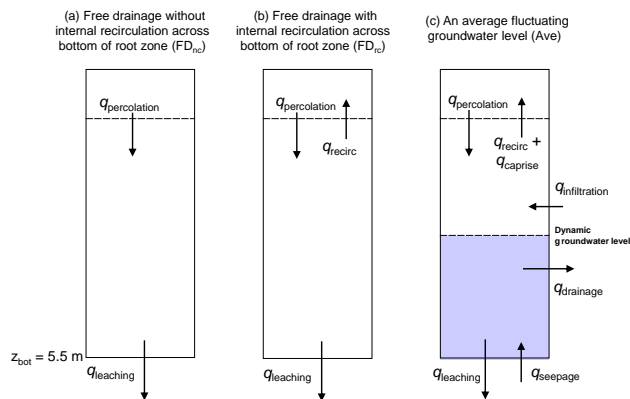 (a) Free drainage without
internal recirculation across
bottom of root zone (FDnc)
qpercolation
zbot = 5.5 m
qleaching
(b) Free drainage with
internal recirculation across
bottom of root zone (FDrc)
qpercolation
qrecirc
qleaching
(c) An average fluctuating
groundwater level (Ave)
qpercolation
qrecirc +
qcaprise
qinfiltration
Dynamic
groundwater level
qdrainage
qleaching
qseepage